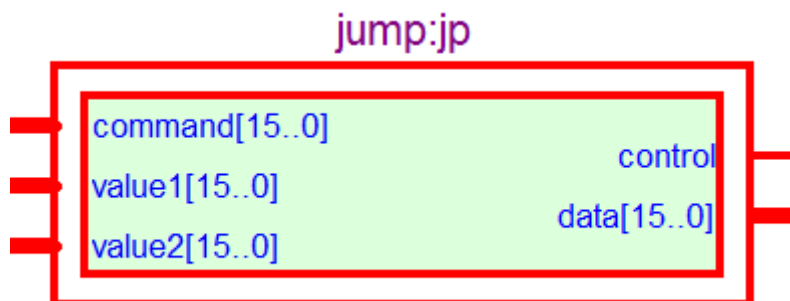 jump:jp
command[15..0]
value1[15..0]
value2[15..0]
control
data[15..0]